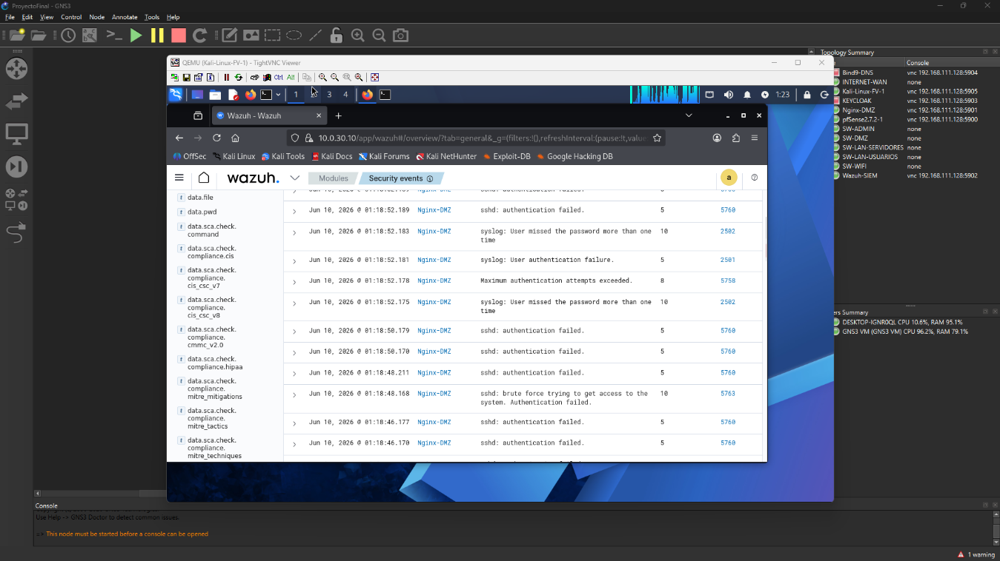 ProyectoFinal - GNS3
File Edit View Control Node Annotate Tools Help
QEMU (Kali-Linux-FV-1) - TightVNC Viewer
Ctrl Alt
1 3 4 1:23
Wazuh - Wazuh
10.0.30.10/app/wazuh#/overview/?tab=general&_g=(filters:!(),refreshInterval:(pause:!t,value
OffSec Kali Linux Kali Tools Kali Docs Kali Forums Kali NetHunter Exploit-DB Google Hacking DB
wazuh. Modules Security events a
t data.file
t data.pwd
t data.sca.check.
command
t data.sca.check.
compliance.cis
t data.sca.check.
compliance.
cis_csc_v7
t data.sca.check.
compliance.
cis_csc_v8
t data.sca.check.
compliance.
cmmc_v2.0
t data.sca.check.
compliance.hipaa
t data.sca.check.
compliance.
mitre_mitigations
t data.sca.check.
compliance.
mitre_tactics
t data.sca.check.
compliance.
mitre_techniques
Jun 10, 2026 @ 01:18:52.189 Nginx-DMZ sshd: authentication failed. 5 5760
Jun 10, 2026 @ 01:18:52.183 Nginx-DMZ syslog: User missed the password more than one 10 2502
time
Jun 10, 2026 @ 01:18:52.181 Nginx-DMZ syslog: User authentication failure. 5 2501
Jun 10, 2026 @ 01:18:52.178 Nginx-DMZ Maximum authentication attempts exceeded. 8 5758
Jun 10, 2026 @ 01:18:52.175 Nginx-DMZ syslog: User missed the password more than one 10 2502
time
Jun 10, 2026 @ 01:18:50.179 Nginx-DMZ sshd: authentication failed. 5 5760
Jun 10, 2026 @ 01:18:50.170 Nginx-DMZ sshd: authentication failed. 5 5760
Jun 10, 2026 @ 01:18:48.211 Nginx-DMZ sshd: authentication failed. 5 5760
Jun 10, 2026 @ 01:18:48.168 Nginx-DMZ sshd: brute force trying to get access to the 10 5763
system. Authentication failed.
Jun 10, 2026 @ 01:18:46.177 Nginx-DMZ sshd: authentication failed. 5 5760
Jun 10, 2026 @ 01:18:46.170 Nginx-DMZ sshd: authentication failed. 5 5760
Topology Summary
Console
Bind9-DNS vnc 192.168.111.128:5904
INTERNET-WAN none
Kali-Linux-FV-1 vnc 192.168.111.128:5905
KEYCLOAK vnc 192.168.111.128:5903
Nginx-DMZ vnc 192.168.111.128:5901
pfSense2.7.2-1 vnc 192.168.111.128:5900
SW-ADMIN none
SW-DMZ none
SW-LAN-SERVIDORES none
SW-LAN-USUARIOS none
SW-WIFI none
Wazuh-SIEM vnc 192.168.111.128:5902
ers Summary
DESKTOP-IGNR0QL CPU 10.6%, RAM 95.1%
GNS3 VM (GNS3 VM) CPU 96.2%, RAM 79.1%
Console
Use Help -> GNS3 Doctor to detect common issues.
=> This node must be started before a console can be opened
1 warning